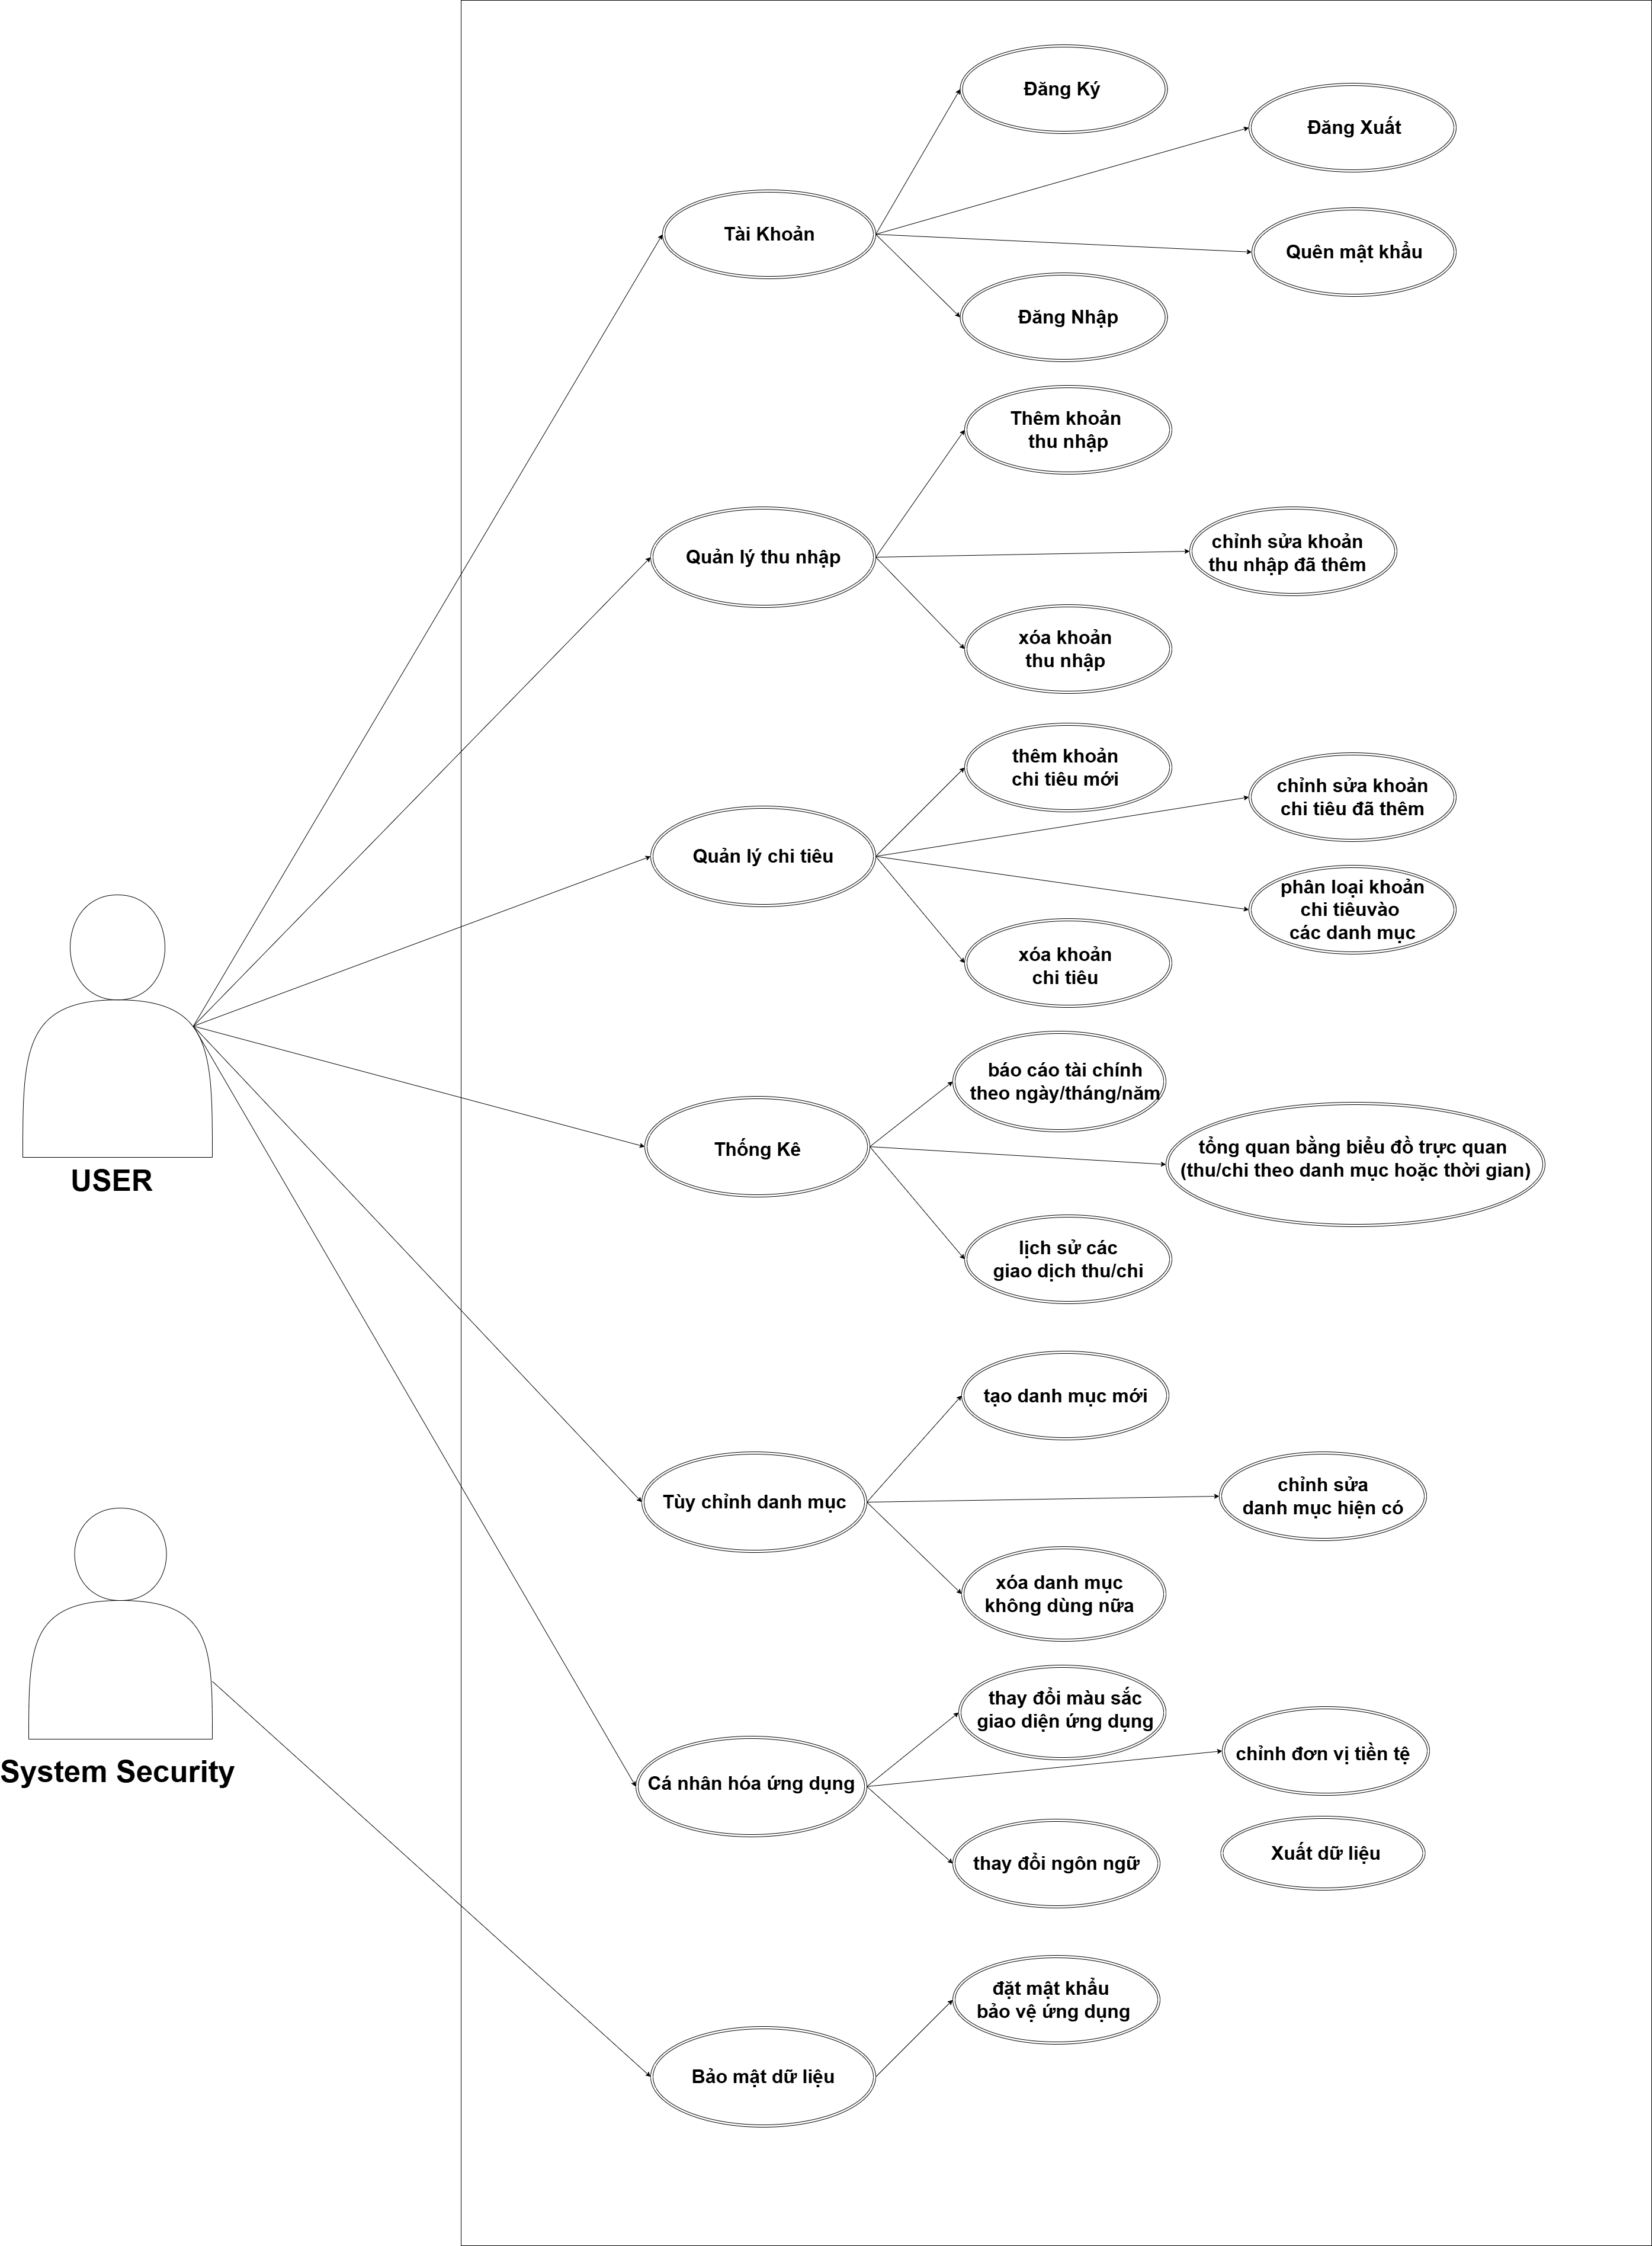 Đăng Ký
Đăng Xuất
Tài Khoản
Quên mật khẩu
Đăng Nhập
Thêm khoản
thu nhập
Quản lý thu nhập
chỉnh sửa khoản
thu nhập đã thêm
xóa khoản
thu nhập
thêm khoản
chi tiêu mới
chỉnh sửa khoản
chi tiêu đã thêm
Quản lý chi tiêu
phân loại khoản
chi tiêuvào
các danh mục
xóa khoản
chi tiêu
báo cáo tài chính
theo ngày/tháng/năm
Thống Kê
tổng quan bằng biểu đồ trực quan
(thu/chi theo danh mục hoặc thời gian)
USER
lịch sử các
giao dịch thu/chi
tạo danh mục mới
Tùy chỉnh danh mục
chỉnh sửa
danh mục hiện có
xóa danh mục
không dùng nữa
thay đổi màu sắc
giao diện ứng dụng
chỉnh đơn vị tiền tệ
System Security
Cá nhân hóa ứng dụng
Xuất dữ liệu
thay đổi ngôn ngữ
đặt mật khẩu
bảo vệ ứng dụng
Bảo mật dữ liệu